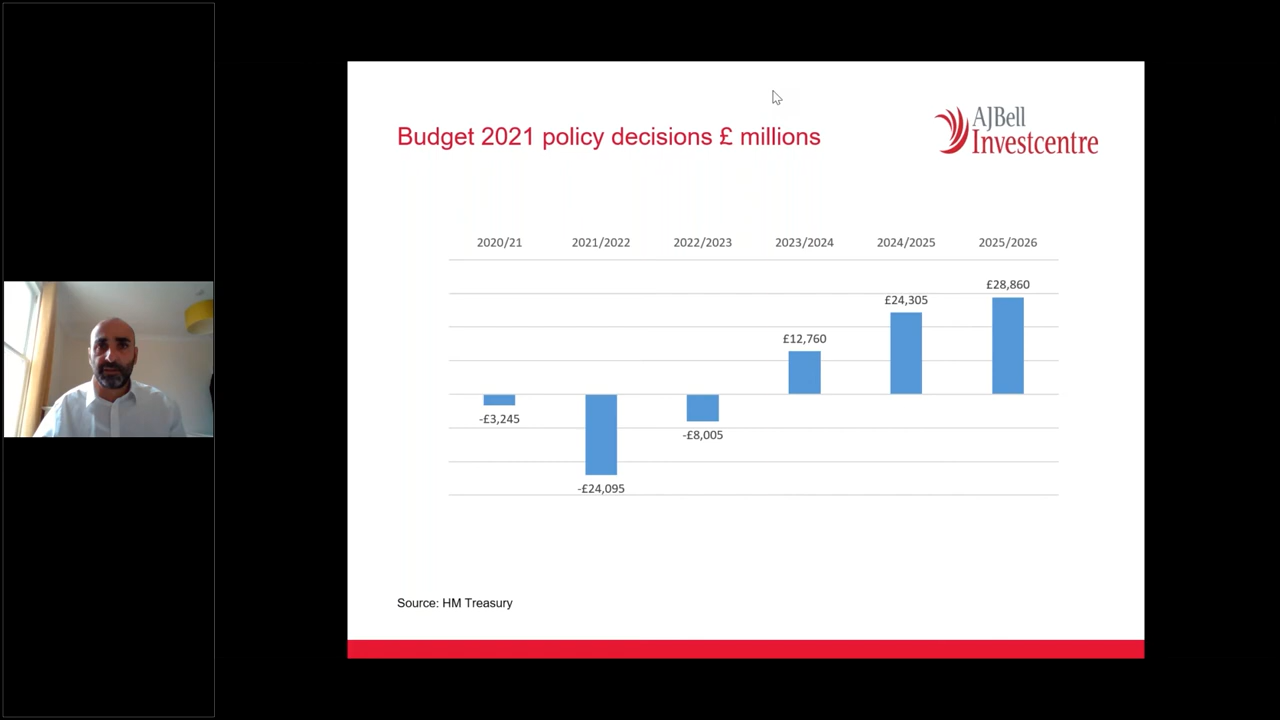 Budget 2021 policy decisions £ millions
AJBell
Investcentre
2020/21 2021/2022 2022/2023 2023/2024 2024/2025 2025/2026
£28,860
£24,305
£12,760
-£3,245
-£8,005
-£24,095
Source: HM Treasury